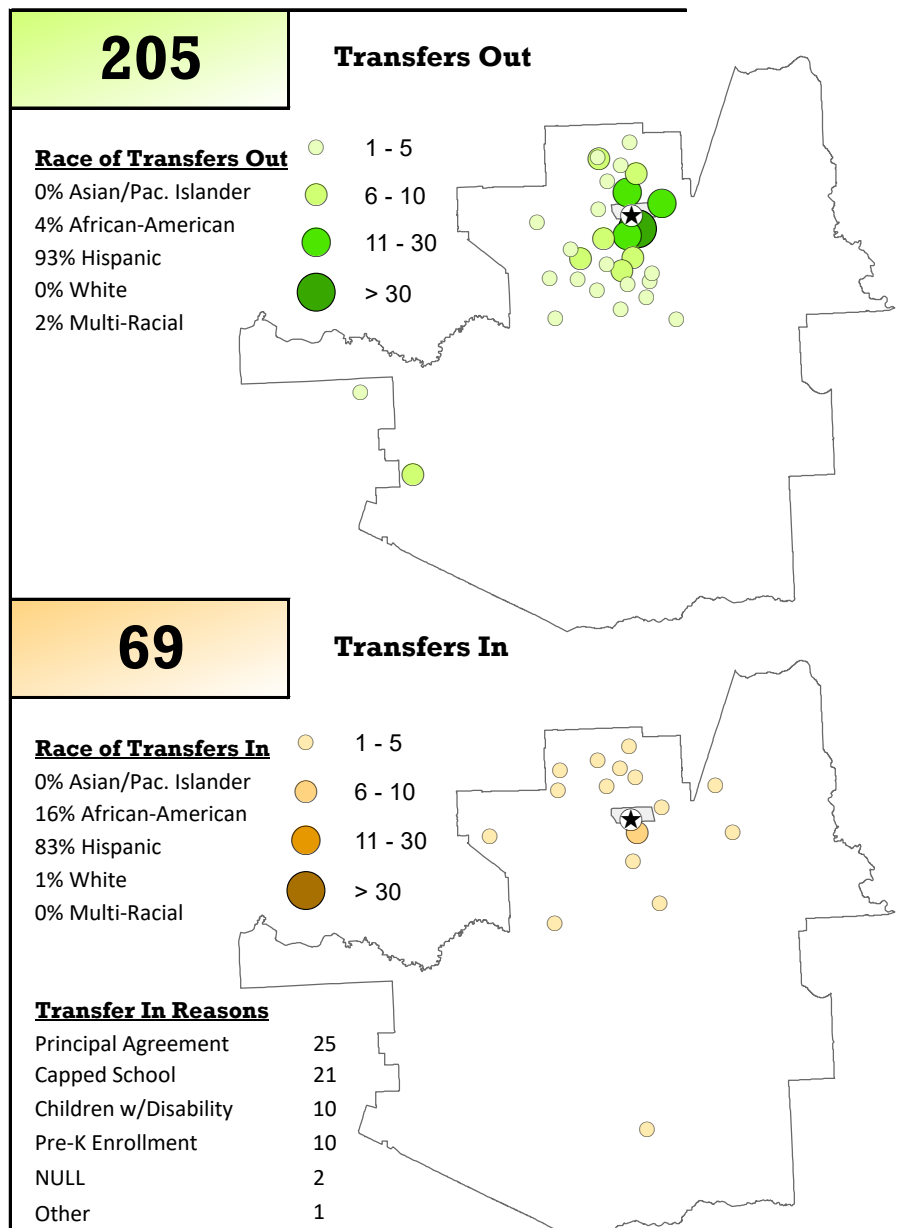 205
Transfers Out
Race of Transfers Out
0% Asian/Pac. Islander
4% African-American
93% Hispanic
0% White
2% Multi-Racial
1 - 5
6 - 10
11 - 30
> 30
69
Transfers In
Race of Transfers In
0% Asian/Pac. Islander
16% African-American
83% Hispanic
1% White
0% Multi-Racial
1 - 5
6 - 10
11 - 30
> 30
Transfer In Reasons
Principal Agreement 25
Capped School 21
Children w/Disability 10
Pre-K Enrollment 10
NULL 2
Other 1